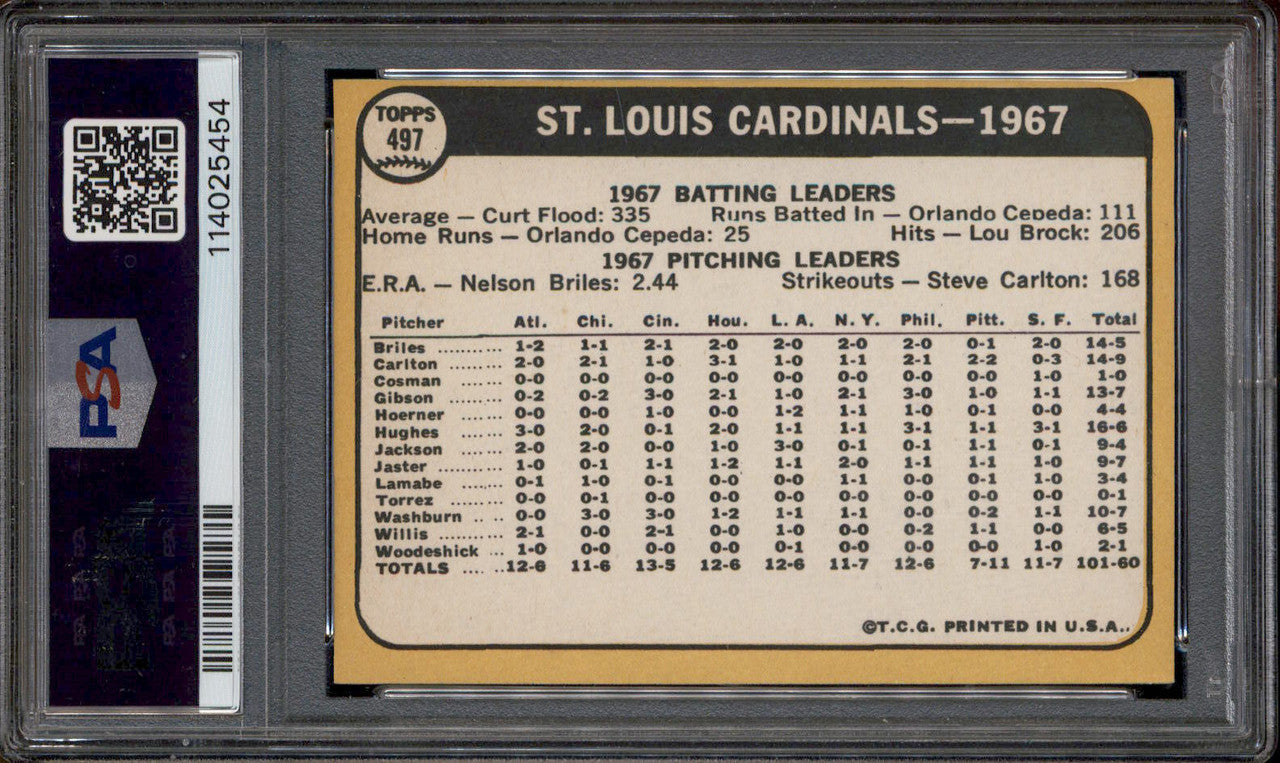 114025454
PSA
TOPPS
497
ST. LOUIS CARDINALS—1967
1967 BATTING LEADERS
Average — Curt Flood: 335 Runs Batted In — Orlando Cepeda: 111
Home Runs — Orlando Cepeda: 25 Hits — Lou Brock: 206
1967 PITCHING LEADERS
E.R.A. — Nelson Briles: 2.44 Strikeouts — Steve Carlton: 168
Pitcher Atl. Chi. Cin. Hou. L. A. N. Y. Phil. Pitt. S. F. Total
Briles .......... 1-2 1-1 2-1 2-0 2-0 2-0 2-0 0-1 2-0 14-5
Carlton ........ 2-0 2-1 1-0 3-1 1-0 1-1 2-1 2-2 0-3 14-9
Cosman ...... 0-0 0-0 0-0 0-0 0-0 0-0 0-0 0-0 1-0 1-0
Gibson ........ 0-2 0-2 3-0 2-1 1-0 2-1 3-0 1-0 1-1 13-7
Hoerner ...... 0-0 0-0 1-0 0-0 1-2 1-1 1-0 0-1 0-0 4-4
Hughes ...... 3-0 2-0 0-1 2-0 1-1 1-1 3-1 1-1 3-1 16-6
Jackson ...... 2-0 2-0 0-0 1-0 3-0 0-1 0-1 1-1 0-1 9-4
Jaster .......... 1-0 0-1 1-1 1-2 1-1 2-0 1-1 1-1 1-0 9-7
Lamabe ...... 0-1 1-0 0-1 0-0 0-0 1-1 0-0 0-1 1-0 3-4
Torrez ........ 0-0 0-1 0-0 0-0 0-0 0-0 0-0 0-0 0-0 0-1
Washburn .. .. 0-0 3-0 3-0 1-2 1-1 1-1 0-0 0-2 1-1 10-7
Willis .......... 2-1 0-0 2-1 0-0 1-0 0-0 0-2 1-1 0-0 6-5
Woodeshick ... 1-0 0-0 0-0 0-0 0-1 0-0 0-0 0-0 1-0 2-1
TOTALS .... .. 12-6 11-6 13-5 12-6 12-6 11-7 12-6 7-11 11-7 101-60
©T.C.G. PRINTED IN U.S.A..